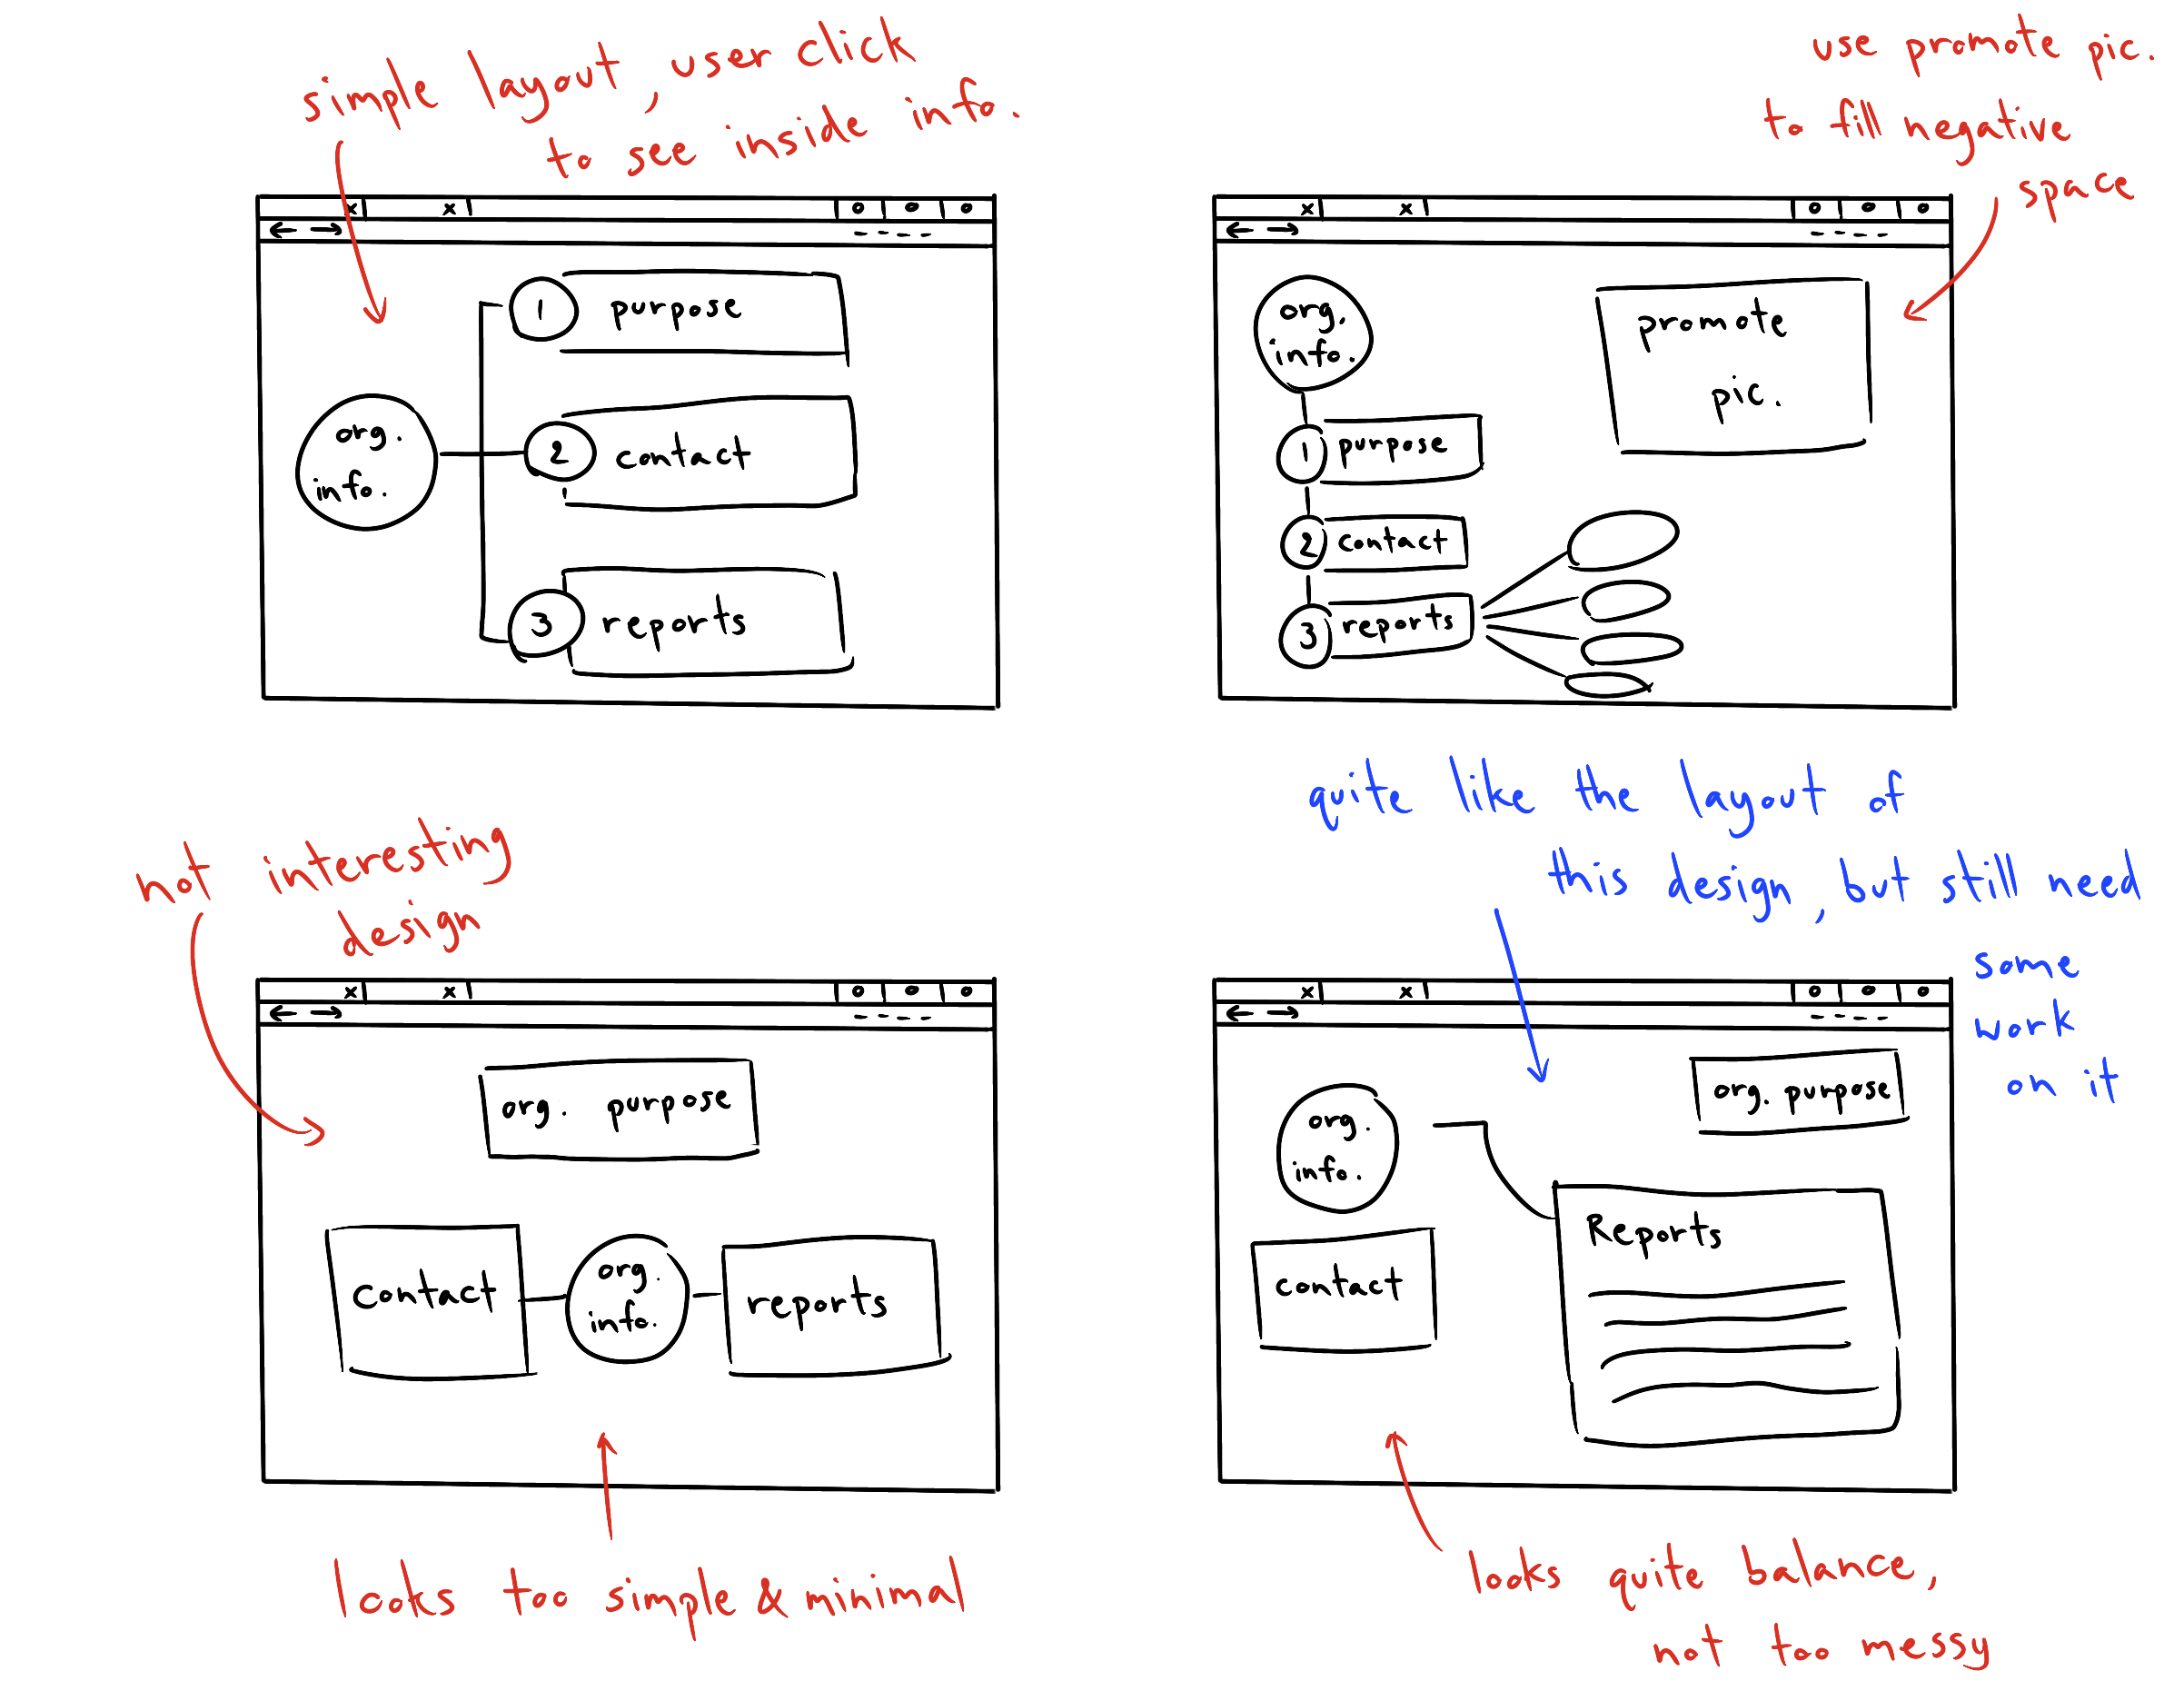 simple layout, user click
to see inside info.
1 purpose
org.
info.
2 contact
3 reports
use promote pic.
to fill negative
space
org.
info.
promote
pic.
1 purpose
2 contact
3 reports
not interesting
design
org. purpose
contact
org.
info.
reports
looks too simple & minimal
quite like the layout of
this design, but still need
some
work
on it
org.
info.
org. purpose
contact
Reports
looks quite balance,
not too messy